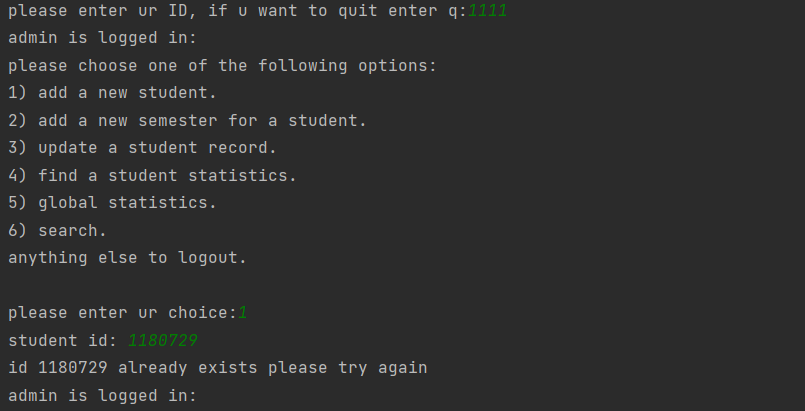 please enter ur ID, if u want to quit enter q:1111
admin is logged in:
please choose one of the following options:
1) add a new student.
2) add a new semester for a student.
3) update a student record.
4) find a student statistics.
5) global statistics.
6) search.
anything else to logout.
please enter ur choice:1
student id: 1180729
id 1180729 already exists please try again
admin is logged in: